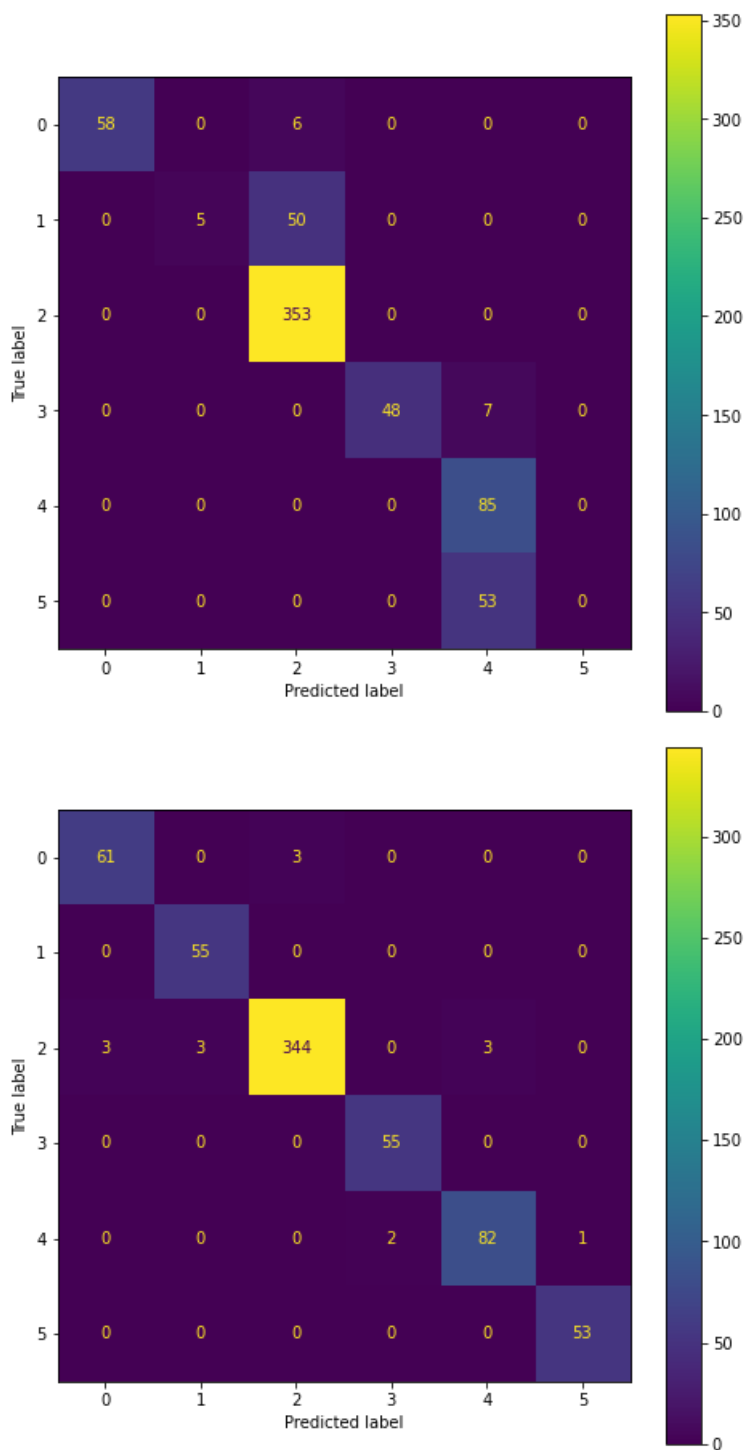 350
300
250
200
150
100
50
0
True label
0 58 0 6 0 0 0
1 0 5 50 0 0 0
2 0 0 353 0 0 0
3 0 0 0 48 7 0
4 0 0 0 0 85 0
5 0 0 0 0 53 0
0 1 2 3 4 5
Predicted label
300
250
200
150
100
50
0
True label
0 61 0 3 0 0 0
1 0 55 0 0 0 0
2 3 3 344 0 3 0
3 0 0 0 55 0 0
4 0 0 0 2 82 1
5 0 0 0 0 0 53
0 1 2 3 4 5
Predicted label